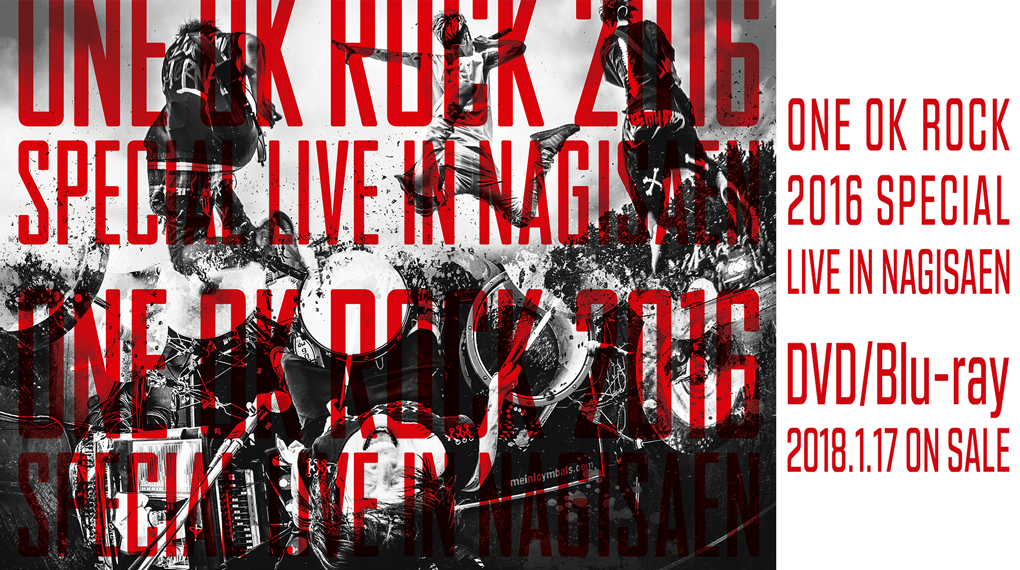 ONE OK ROCK 2016
SPECIAL LIVE IN NAGISAEN
ONE OK ROCK 2016
SPECIAL LIVE IN NAGISAEN
meinlcymbals.com
ONE OK ROCK
2016 SPECIAL
LIVE IN NAGISAEN
DVD/Blu-ray
2018.1.17 ON SALE